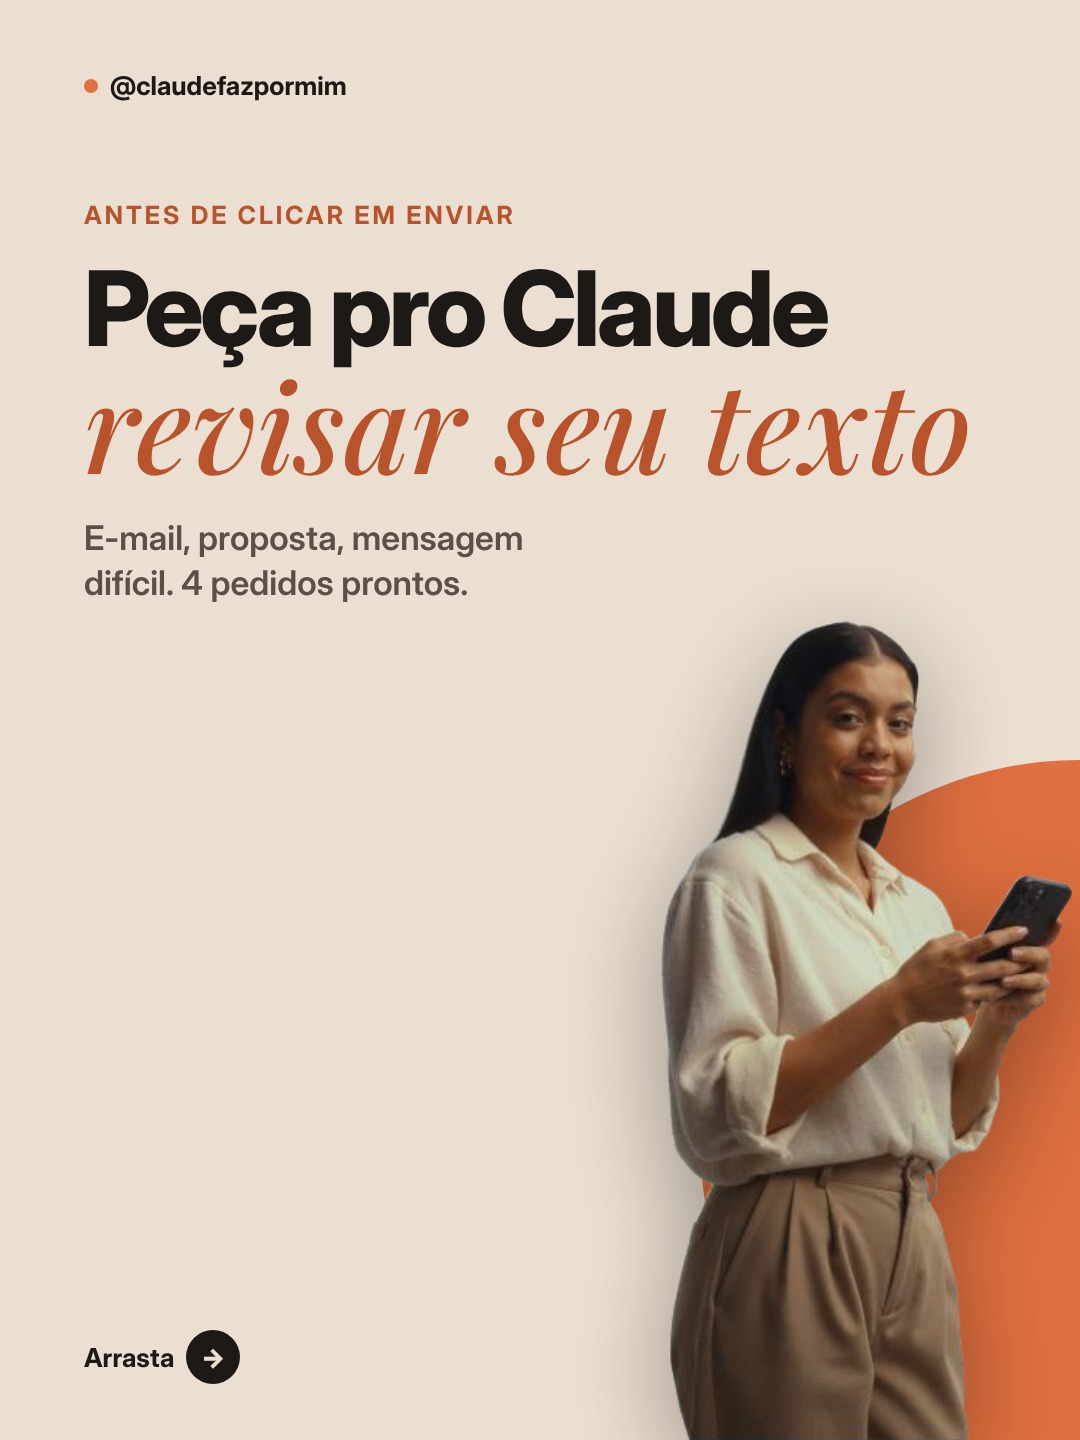 @claudefazpormim
ANTES DE CLICAR EM ENVIAR
Peça pro Claude
revisar seu texto
E-mail, proposta, mensagem
difícil. 4 pedidos prontos.
Arrasta